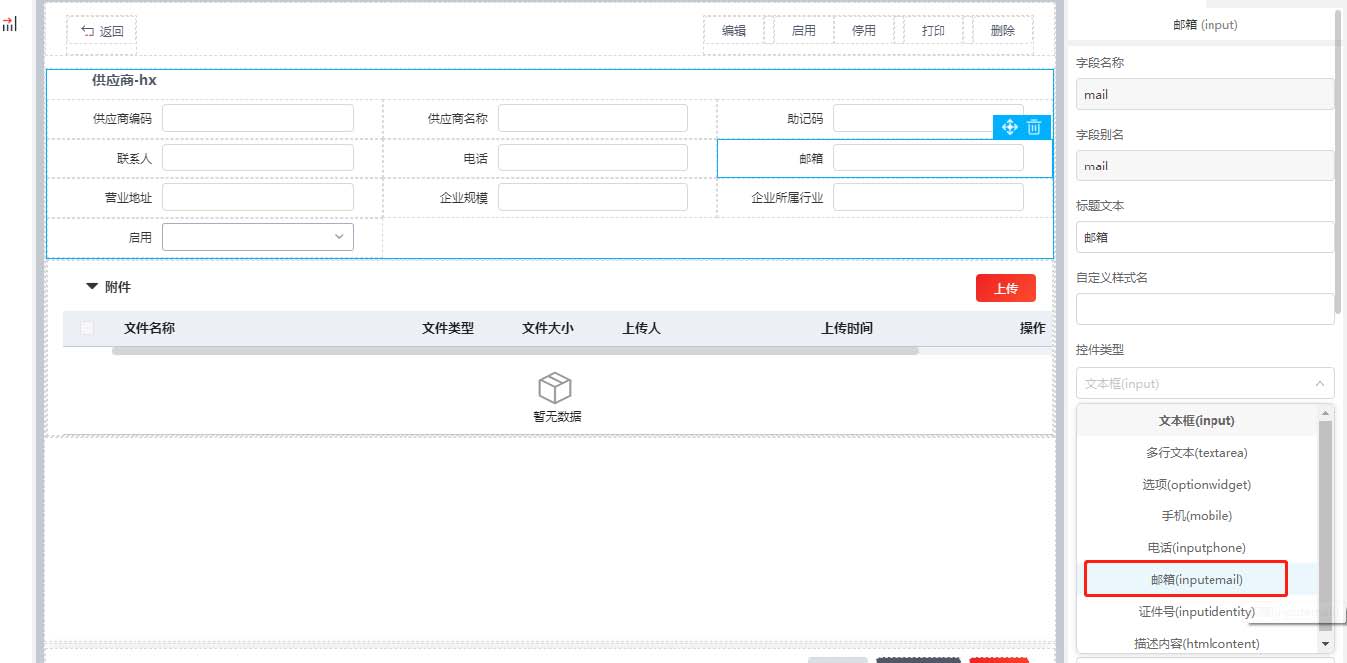 返回
编辑 启用 停用 打印 删除
供应商-hx
供应商编码 供应商名称 助记码
联系人 电话 邮箱
营业地址 企业规模 企业所属行业
启用
附件
上传
文件名称 文件类型 文件大小 上传人 上传时间 操作
暂无数据
邮箱 (input)
字段名称
mail
字段别名
mail
标题文本
邮箱
自定义样式名
控件类型
文本框(input)
文本框(input)
多行文本(textarea)
选项(optionwidget)
手机(mobile)
电话(inputphone)
邮箱(inputemail)
证件号(inputidentity)
描述内容(htmlcontent)